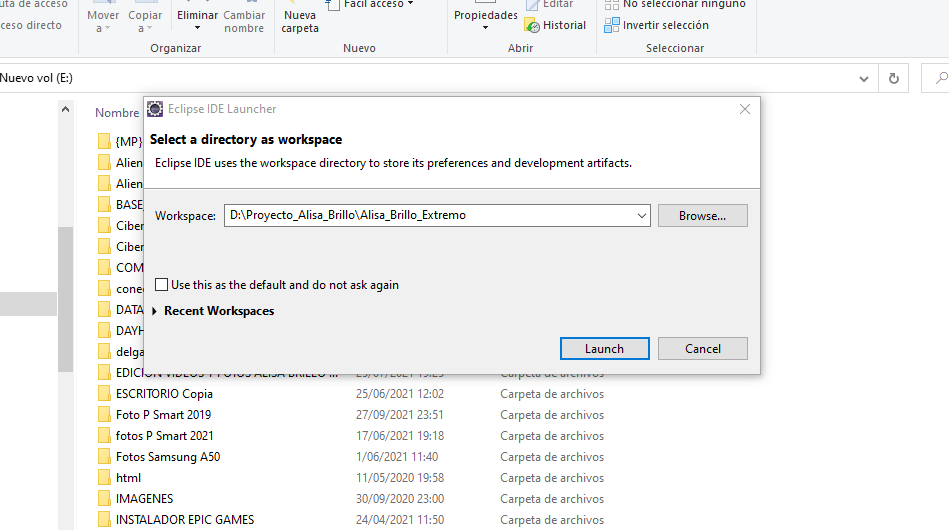 uta de acceso
ceso directo
Mover a
Copiar a
Eliminar
Cambiar nombre
Organizar
Nueva carpeta
Fácil acceso
Nuevo
Propiedades
Editar
Historial
Abrir
No seleccionar ninguno
Invertir selección
Seleccionar
Nuevo vol (E:)
Nombre
Eclipse IDE Launcher
Select a directory as workspace
Eclipse IDE uses the workspace directory to store its preferences and development artifacts.
Workspace: D:\Proyecto_Alisa_Brillo\Alisa_Brillo_Extremo Browse...
Use this as the default and do not ask again
Recent Workspaces
Launch Cancel
{MP}
Alien
Alien
BASE
Ciber
Ciber
COM
cone
DATA
DAYH
delga
EDICION VIDEOS Y FOTOS ALISA BRILLO ... Carpeta de archivos
ESCRITORIO Copia 25/06/2021 12:02 Carpeta de archivos
Foto P Smart 2019 27/09/2021 23:51 Carpeta de archivos
fotos P Smart 2021 17/06/2021 19:18 Carpeta de archivos
Fotos Samsung A50 1/06/2021 11:40 Carpeta de archivos
html 11/05/2020 19:58 Carpeta de archivos
IMAGENES 30/09/2020 23:00 Carpeta de archivos
INSTALADOR EPIC GAMES 24/04/2021 11:50 Carpeta de archivos